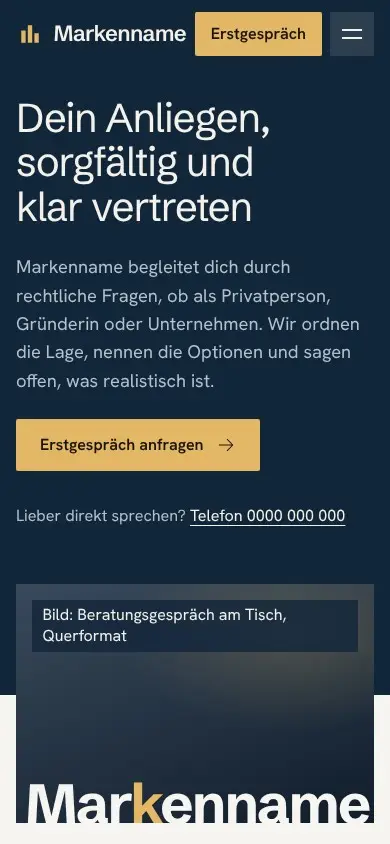 Markenname Erstgespräch
Dein Anliegen,
sorgfältig und
klar vertreten
Markenname begleitet dich durch
rechtliche Fragen, ob als Privatperson,
Gründerin oder Unternehmen. Wir ordnen
die Lage, nennen die Optionen und sagen
offen, was realistisch ist.
Erstgespräch anfragen →
Lieber direkt sprechen? Telefon 0000 000 000
Bild: Beratungsgespräch am Tisch,
Querformat
Markenname